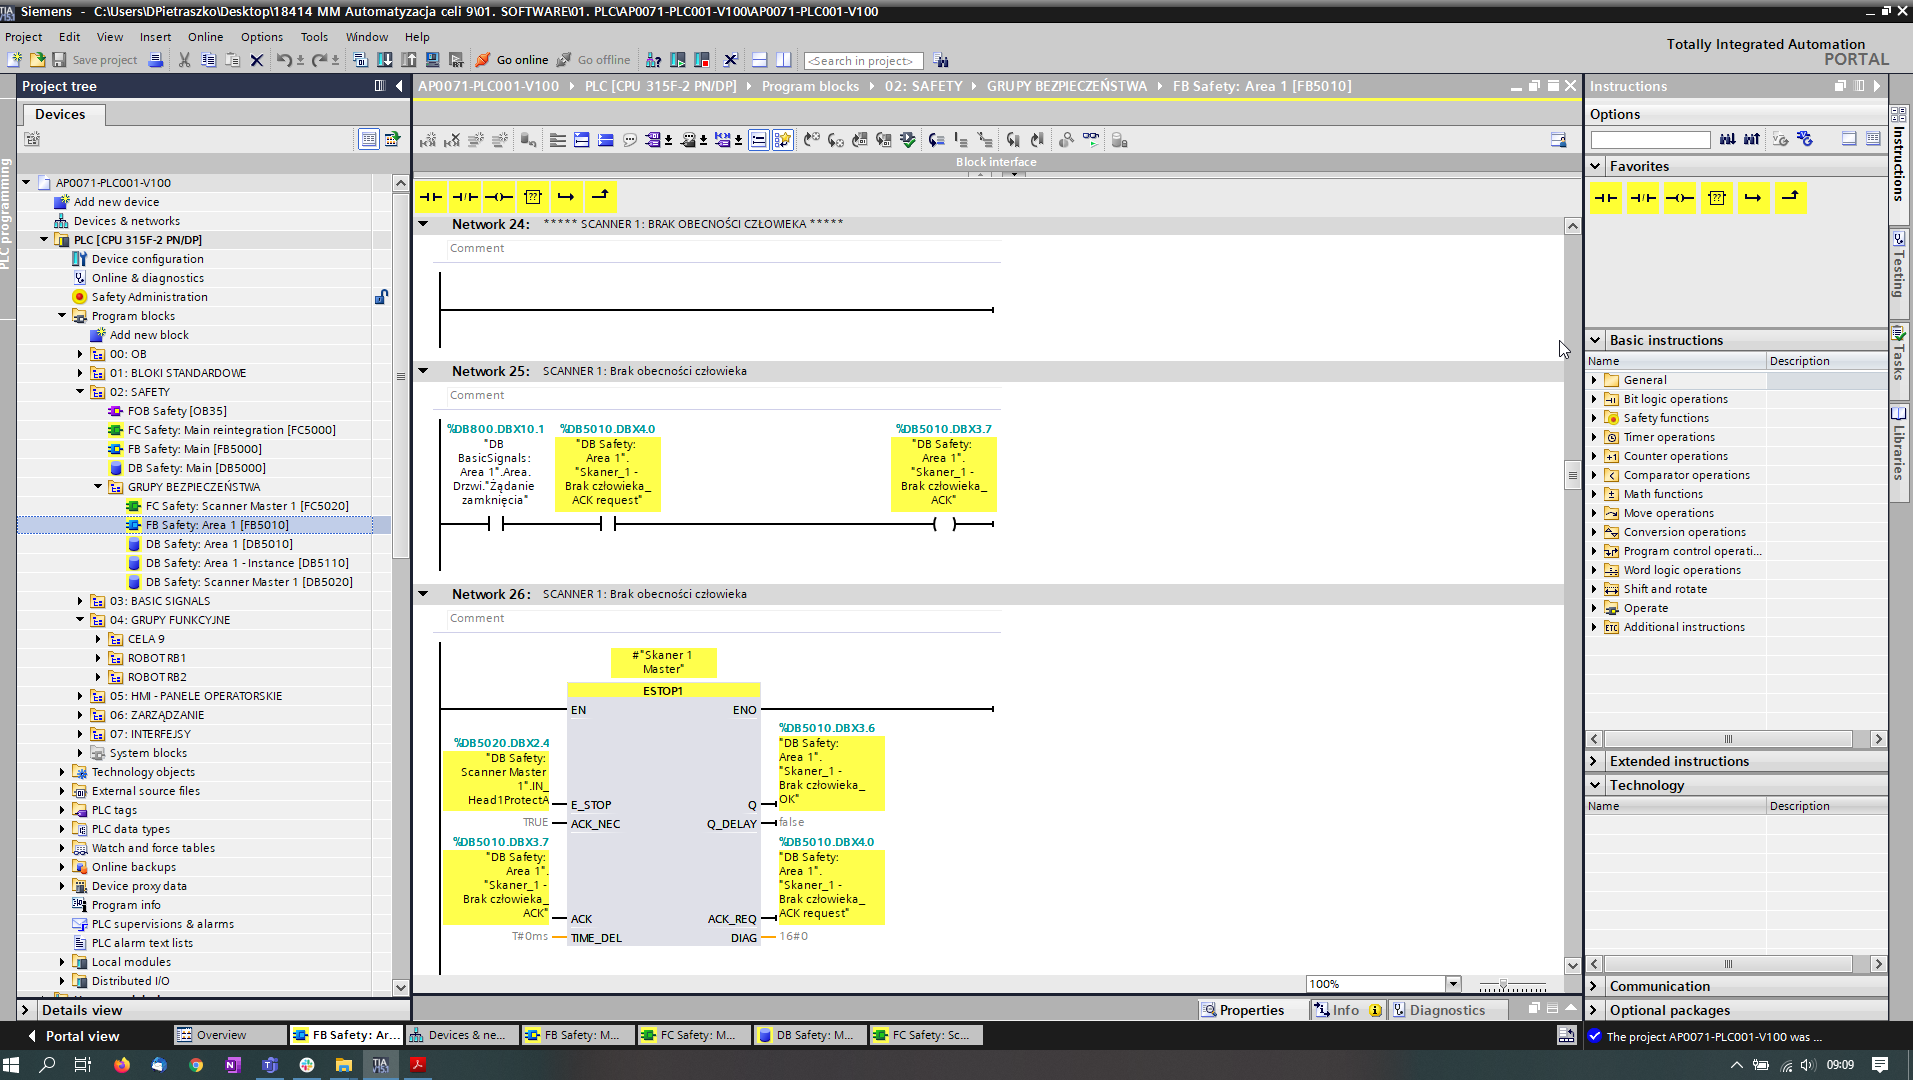 Siemens - C:\Users\DPietraszko\Desktop\18414 MM Automatyzacja celi 9\01. SOFTWARE\01. PLC\AP0071-PLC001-V100\AP0071-PLC001-V100
Project Edit View Insert Online Options Tools Window Help
Totally Integrated Automation
PORTAL
Save project
Go online
Go offline
<Search in project>
Project tree
AP0071-PLC001-V100 PLC [CPU 315F-2 PN/DP] Program blocks 02: SAFETY GRUPY BEZPIECZEŃSTWA FB Safety: Area 1 [FB5010]
Instructions
Devices
PLC programming
AP0071-PLC001-V100
Add new device
Devices & networks
PLC [CPU 315F-2 PN/DP]
Device configuration
Online & diagnostics
Safety Administration
Program blocks
Add new block
00: OB
01: BLOKI STANDARDOWE
02: SAFETY
FOB Safety [OB35]
FC Safety: Main reintegration [FC5000]
FB Safety: Main [FB5000]
DB Safety: Main [DB5000]
GRUPY BEZPIECZEŃSTWA
FC Safety: Scanner Master 1 [FC5020]
FB Safety: Area 1 [FB5010]
DB Safety: Area 1 [DB5010]
DB Safety: Area 1 - Instance [DB5110]
DB Safety: Scanner Master 1 [DB5020]
03: BASIC SIGNALS
04: GRUPY FUNKCYJNE
CELA 9
ROBOT RB1
ROBOT RB2
05: HMI - PANELE OPERATORSKIE
06: ZARZĄDZANIE
07: INTERFEJSY
System blocks
Technology objects
External source files
PLC tags
PLC data types
Watch and force tables
Online backups
Device proxy data
Program info
PLC supervisions & alarms
PLC alarm text lists
Local modules
Distributed I/O
Details view
Block interface
Network 24: ***** SCANNER 1: BRAK OBECNOŚCI CZŁOWIEKA *****
Comment
Network 25: SCANNER 1: Brak obecności człowieka
Comment
%DB800.DBX10.1
"DB
BasicSignals:
Area 1".Area.
Drzwi."Żądanie
zamknięcia"
%DB5010.DBX4.0
"DB Safety:
Area 1".
"Skaner_1 -
Brak człowieka_
ACK request"
%DB5010.DBX3.7
"DB Safety:
Area 1".
"Skaner_1 -
Brak człowieka_
ACK"
Network 26: SCANNER 1: Brak obecności człowieka
Comment
#"Skaner 1
Master"
ESTOP1
EN
ENO
%DB5020.DBX2.4
"DB Safety:
Scanner Master
1".IN_
Head1ProtectA
E_STOP
%DB5010.DBX3.6
"DB Safety:
Area 1".
"Skaner_1 -
Brak człowieka_
OK"
Q
TRUE
ACK_NEC
Q_DELAY
false
%DB5010.DBX3.7
"DB Safety:
Area 1".
"Skaner_1 -
Brak człowieka_
ACK"
ACK
%DB5010.DBX4.0
"DB Safety:
Area 1".
"Skaner_1 -
Brak człowieka_
ACK request"
ACK_REQ
T#0ms
TIME_DEL
DIAG
16#0
100%
Properties
Info
Diagnostics
Options
Favorites
Basic instructions
Name Description
General
Bit logic operations
Safety functions
Timer operations
Counter operations
Comparator operations
Math functions
Move operations
Conversion operations
Program control operati...
Word logic operations
Shift and rotate
Operate
Additional instructions
Extended instructions
Technology
Name Description
Communication
Optional packages
Instructions
Testing
Tasks
Libraries
Portal view
Overview
FB Safety: Ar...
Devices & ne...
FB Safety: M...
FC Safety: M...
DB Safety: M...
FC Safety: Sc...
The project AP0071-PLC001-V100 was ...
09:09